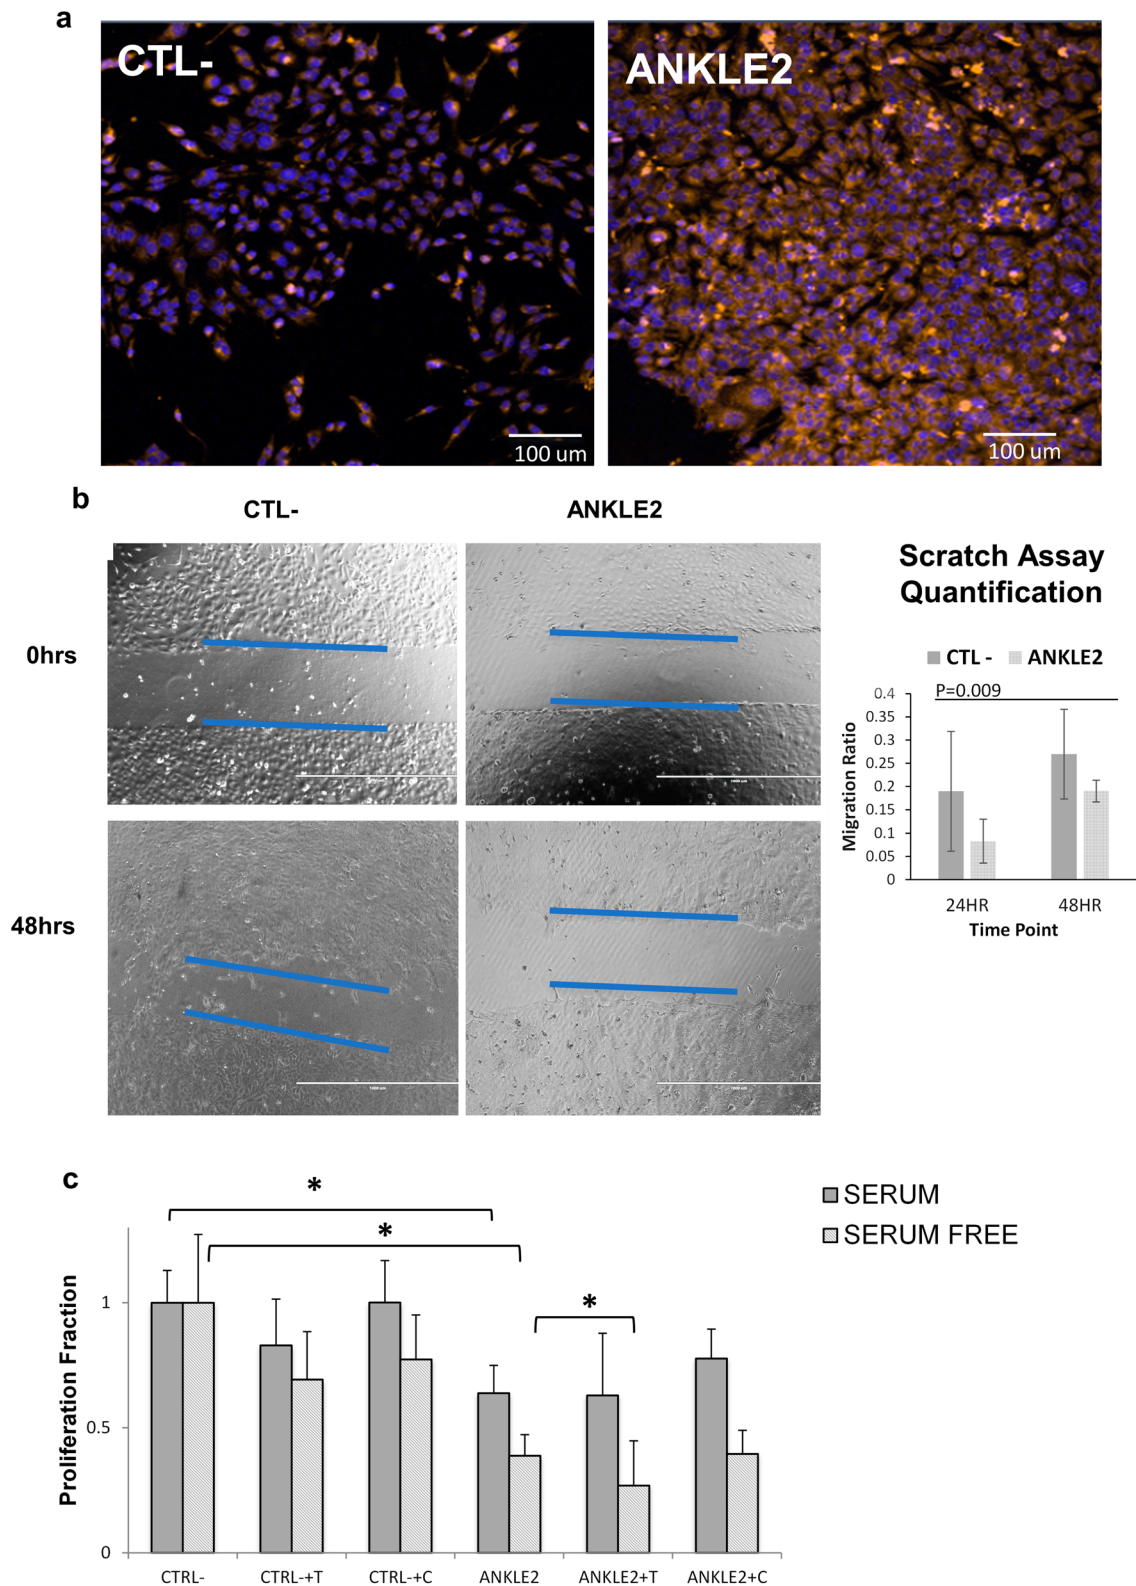 a
CTL-
ANKLE2
100 um
100 um
b
CTL-
ANKLE2
0hrs
48hrs
Scratch Assay
Quantification
CTL -
ANKLE2
P=0.009
0.4
0.35
0.3
0.25
0.2
0.15
0.1
0.05
0
Migration Ratio
24HR
48HR
Time Point
c
*
*
*
SERUM
SERUM FREE
1
0.5
0
Proliferation Fraction
CTRL-
CTRL-+T
CTRL-+C
ANKLE2
ANKLE2+T
ANKLE2+C